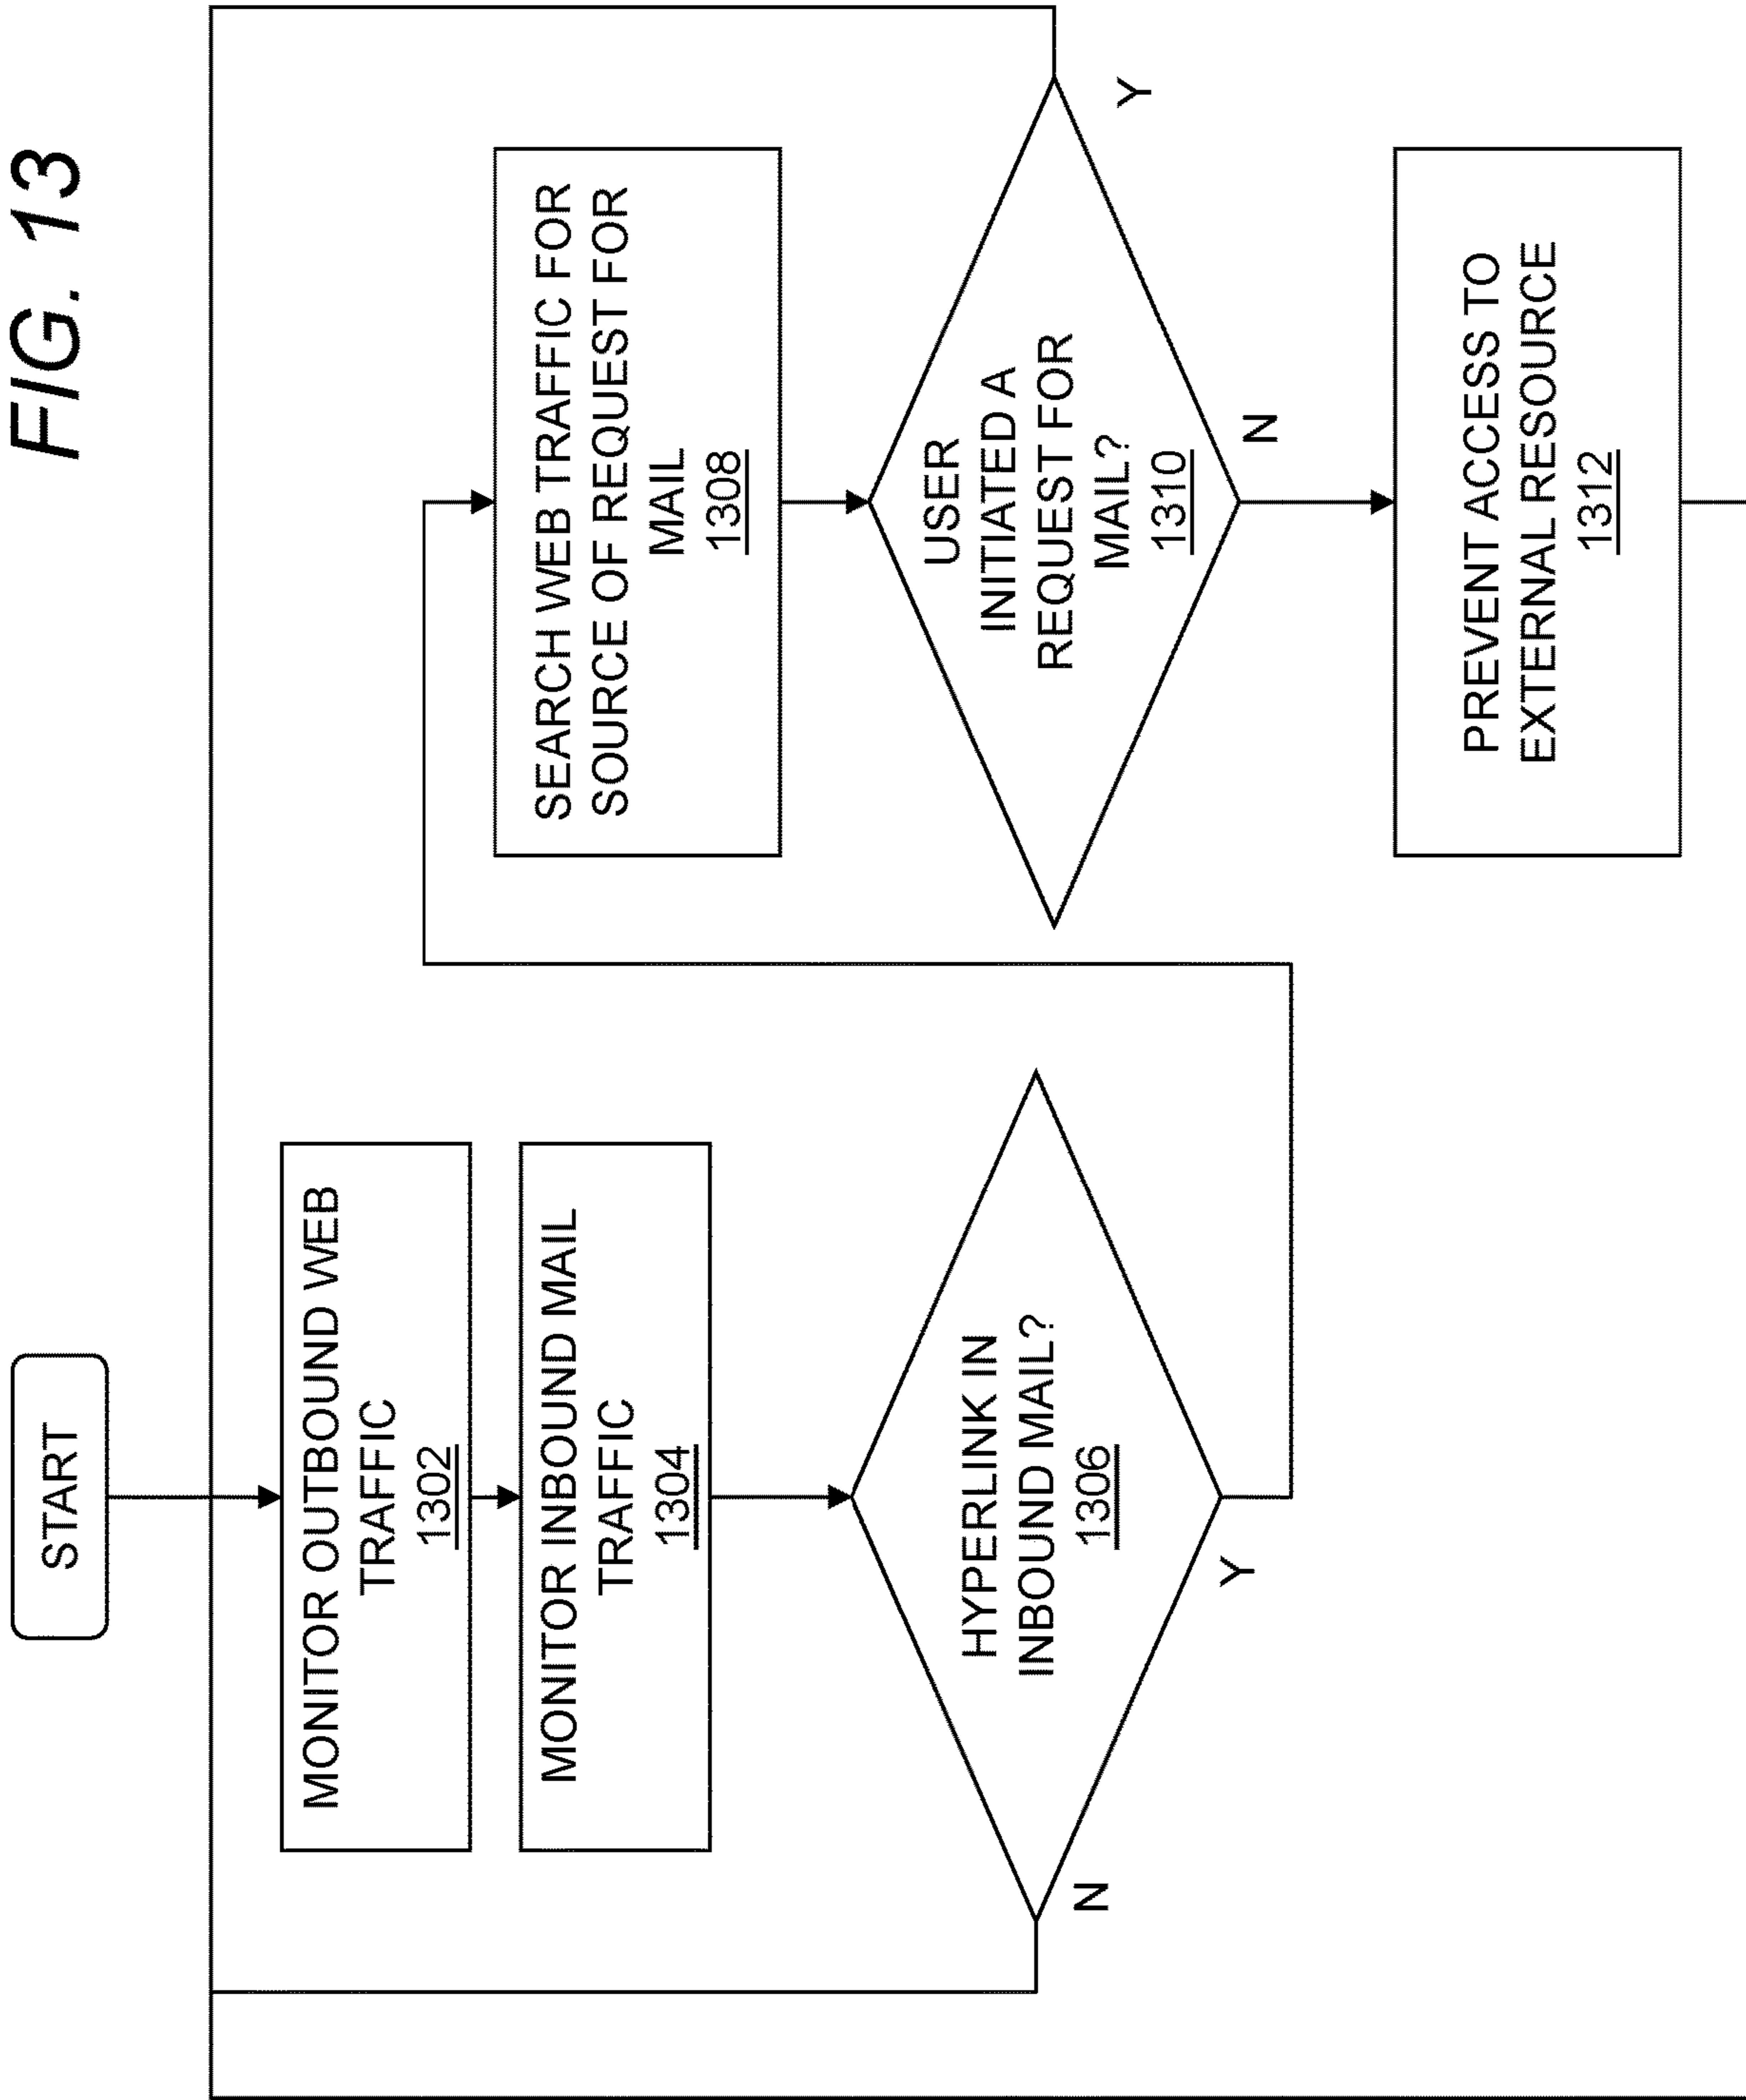 FIG. 13
START
MONITOR OUTBOUND WEB
TRAFFIC
1302
MONITOR INBOUND MAIL
TRAFFIC
1304
HYPERLINK IN
INBOUND MAIL?
1306
N
Y
SEARCH WEB TRAFFIC FOR
SOURCE OF REQUEST FOR
MAIL
1308
USER
INITIATED A
REQUEST FOR
MAIL?
1310
Y
N
PREVENT ACCESS TO
EXTERNAL RESOURCE
1312